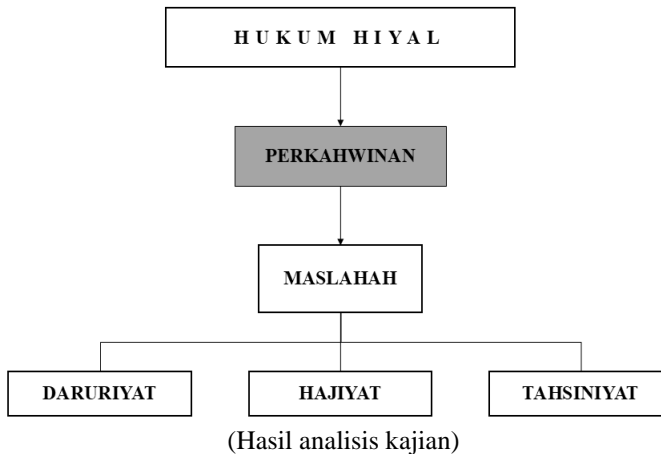 HUKUM HIYAL
PERKAHWINAN
MASLAHAH
DARURIYAT
HAJIYAT
TAHSINIYAT
(Hasil analisis kajian)